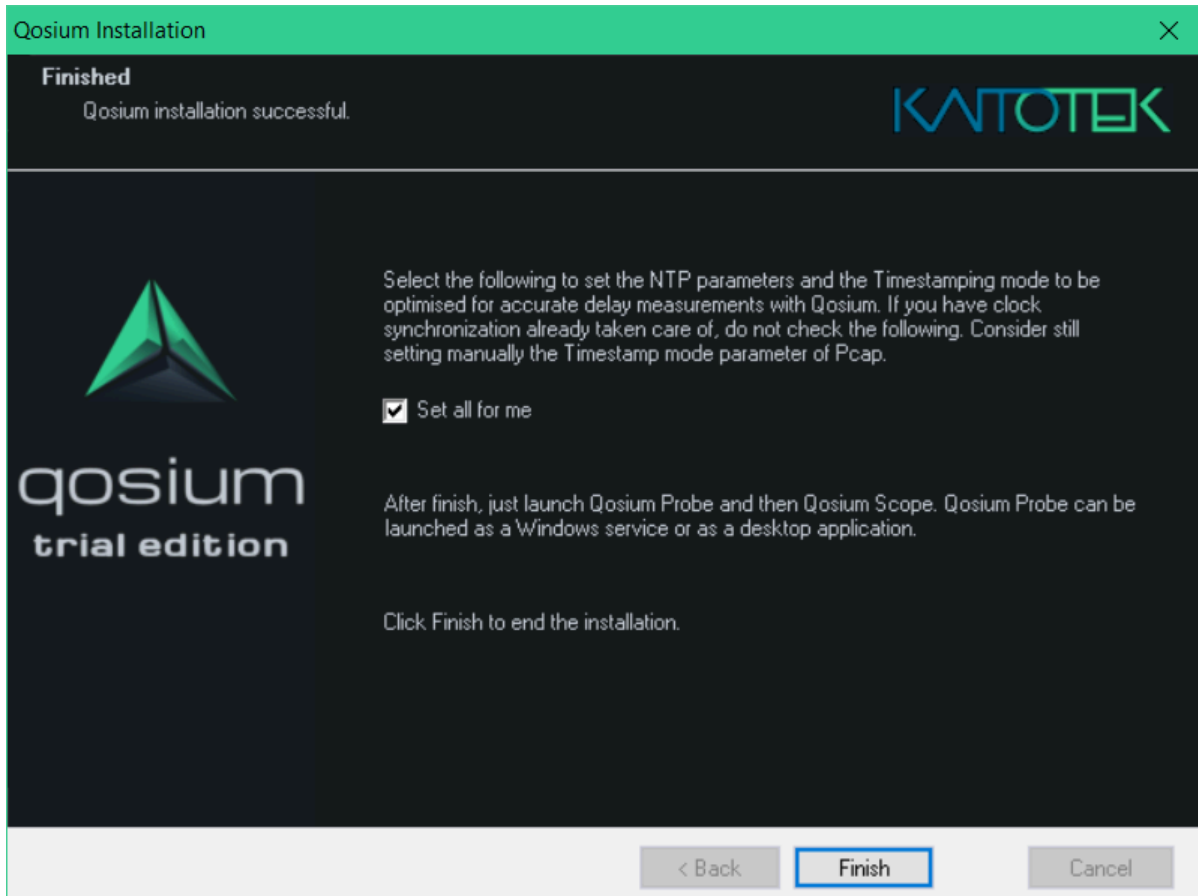 Qosium Installation
Finished
Qosium installation successful.
KAITOTEK
Select the following to set the NTP parameters and the Timestamping mode to be
optimised for accurate delay measurements with Qosium. If you have clock
synchronization already taken care of, do not check the following. Consider still
setting manually the Timestamp mode parameter of Pcap.
Set all for me
qosium
trial edition
After finish, just launch Qosium Probe and then Qosium Scope. Qosium Probe can be
launched as a Windows service or as a desktop application.
Click Finish to end the installation.
< Back
Finish
Cancel